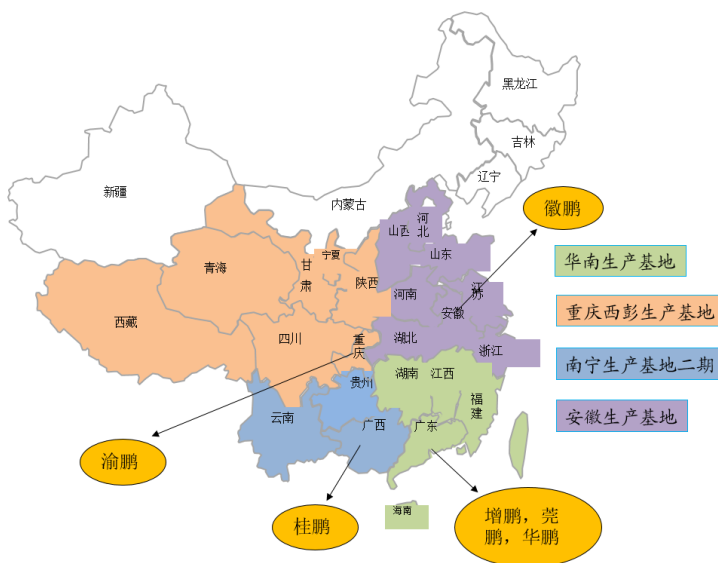 黑龙江
吉林
辽宁
新疆
内蒙古
徽鹏
河
北
山西
山东
宁夏
甘
肃
青海
陕西
河南
江
苏
安徽
西藏
四川
重
庆
湖北
浙江
贵州
湖南
江西
福
建
云南
广西
广东
海南
渝鹏
桂鹏
增鹏，莞
鹏，华鹏
华南生产基地
重庆西彭生产基地
南宁生产基地二期
安徽生产基地